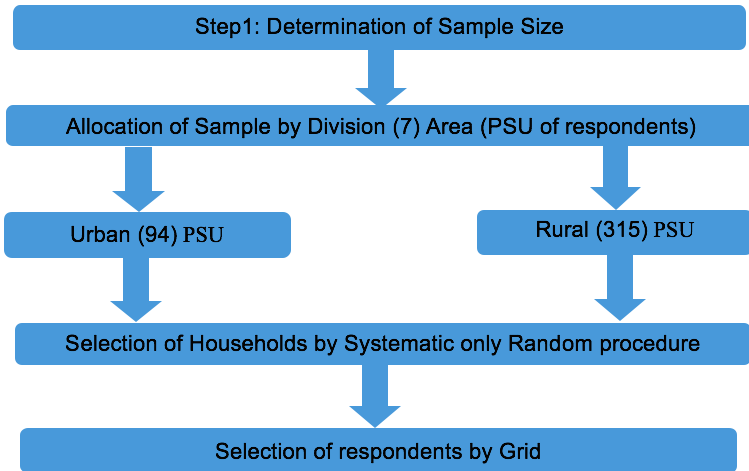 Step1: Determination of Sample Size
Allocation of Sample by Division (7) Area (PSU of respondents)
Urban (94) PSU
Rural (315) PSU
Selection of Households by Systematic only Random procedure
Selection of respondents by Grid